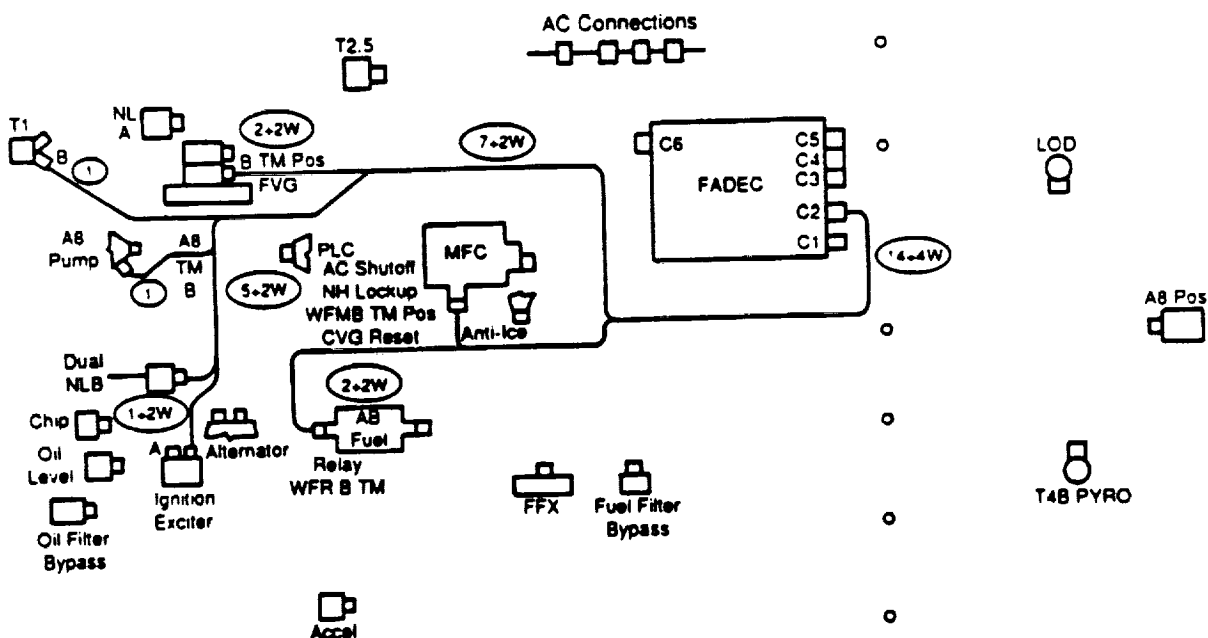 AC Connections
T2.5
T1
NL
A
2+2W
7+2W
B
1
B TM Pos
FVG
C6
C5
C4
C3
FADEC
C2
C1
LOD
A8
Pump
A8
TM
B
1
5+2W
PLC
MFC
AC Shutoff
NH Lockup
WFMB TM Pos
CVG Reset
Anti-Ice
14+4W
A8 Pos
Dual
NLB
2+2W
Chip
1+2W
AB
Fuel
Oil
Level
A
Alternator
Relay
WFR B TM
Ignition
Exciter
Oil Filter
Bypass
FFX
Fuel Filter
Bypass
T4B PYRO
Accel